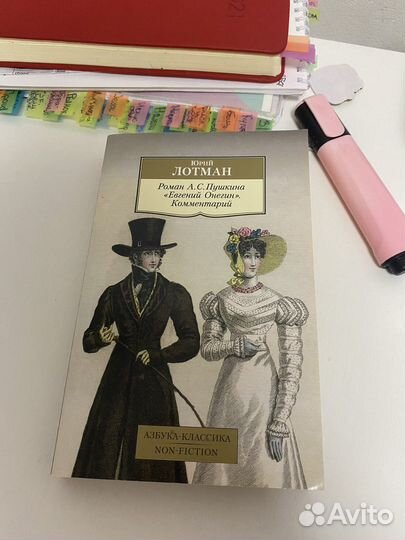 ЮРИЙ
ЛОТМАН
Роман А. С. Пушкина
«Евгений Онегин».
Комментарий
АЗБУКА-КЛАССИКА
NON-FICTION
Avito